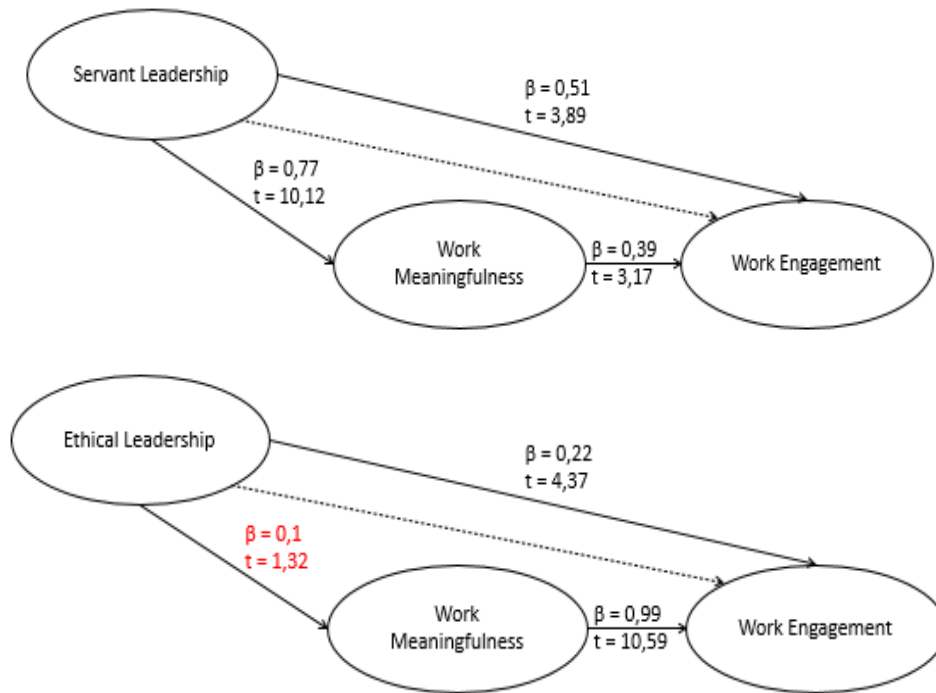 Servant Leadership
β = 0,51
t = 3,89
β = 0,77
t = 10,12
Work
Meaningfulness
β = 0,39
t = 3,17
Work Engagement
Ethical Leadership
β = 0,22
t = 4,37
β = 0,1
t = 1,32
Work
Meaningfulness
β = 0,99
t = 10,59
Work Engagement